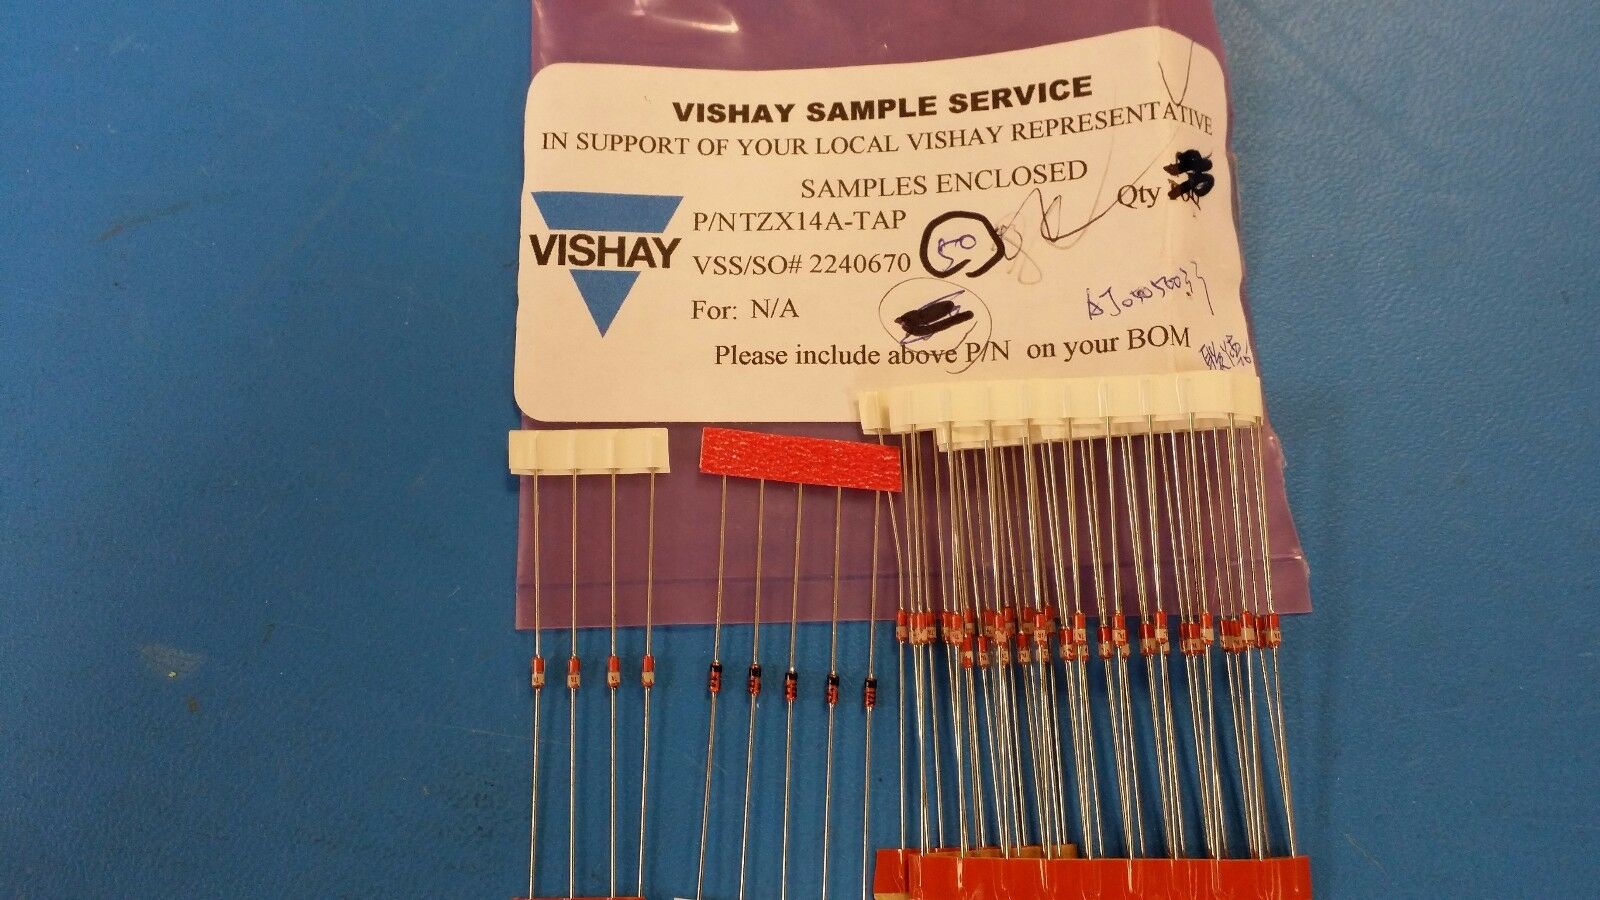 VISHAY SAMPLE SERVICE
IN SUPPORT OF YOUR LOCAL VISHAY REPRESENTATIVE
SAMPLES ENCLOSED
Qty
P/NTZX14A-TAP
50
VISHAY
VSS/SO# 2240670
For: N/A
Please include above P/N on your BOM